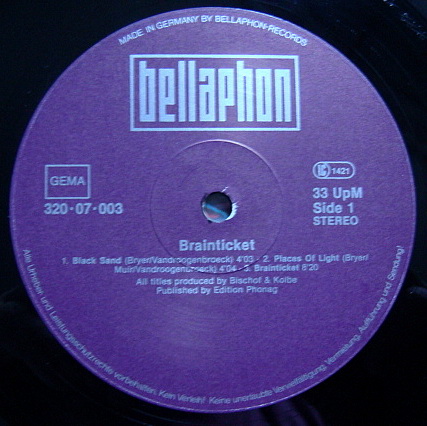 MADE IN GERMANY BY BELLAPHON-RECORDS
bellaphon
GEMA
320·07·003
LC 1421
33 UpM
Side 1
STEREO
Brainticket
1. Black Sand (Bryer/Vandroogenbroeck) 4'03 - 2. Places Of Light (Bryer/
Muir/Vandroogenbroeck) 4'04 - 3. Brainticket 8'20
All titles produced by Bischof & Kolbe
Published by Edition Phonag
Alle Urheber- und Leistungsschutzrechte vorbehalten. Kein Verleih! Keine unerlaubte Vervielfältigung, Vermietung, Aufführung und Sendung!